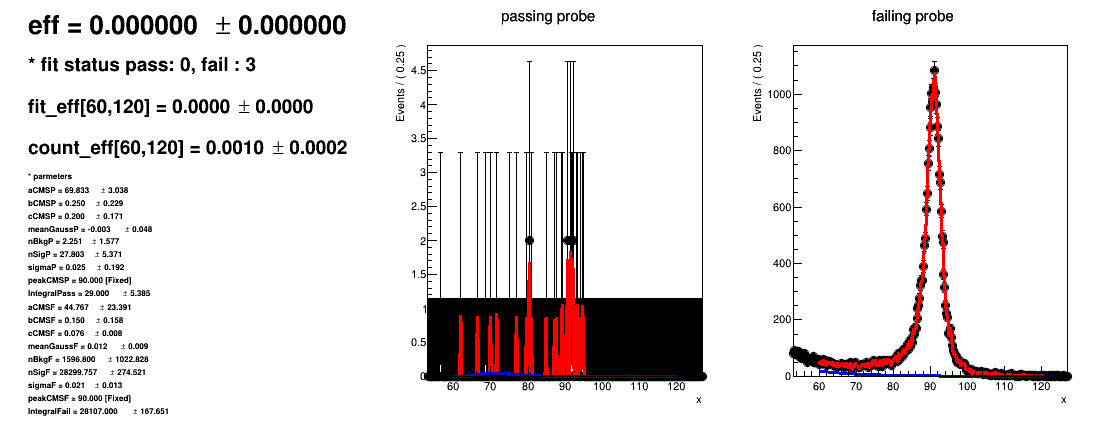 eff = 0.000000 ± 0.000000
* fit status pass: 0, fail : 3
fit_eff[60,120] = 0.0000 ± 0.0000
count_eff[60,120] = 0.0010 ± 0.0002
* parmeters
aCMSP = 69.833 ± 3.038
bCMSP = 0.250 ± 0.229
cCMSP = 0.200 ± 0.171
meanGaussP = -0.003 ± 0.048
nBkgP = 2.251 ± 1.577
nSigP = 27.803 ± 5.371
sigmaP = 0.025 ± 0.192
peakCMSP = 90.000 [Fixed]
IntegralPass = 29.000 ± 5.385
aCMSF = 44.767 ± 23.391
bCMSF = 0.150 ± 0.158
cCMSF = 0.076 ± 0.008
meanGaussF = 0.012 ± 0.009
nBkgF = 1596.800 ± 1022.828
nSigF = 28299.757 ± 274.521
sigmaF = 0.021 ± 0.013
peakCMSF = 90.000 [Fixed]
IntegralFail = 28107.000 ± 167.651
passing probe
Events / ( 0.25 )
4.5
4
3.5
3
2.5
2
1.5
1
0.5
0
60 70 80 90 100 110 120
x
failing probe
Events / ( 0.25 )
1000
800
600
400
200
0
60 70 80 90 100 110 120
x